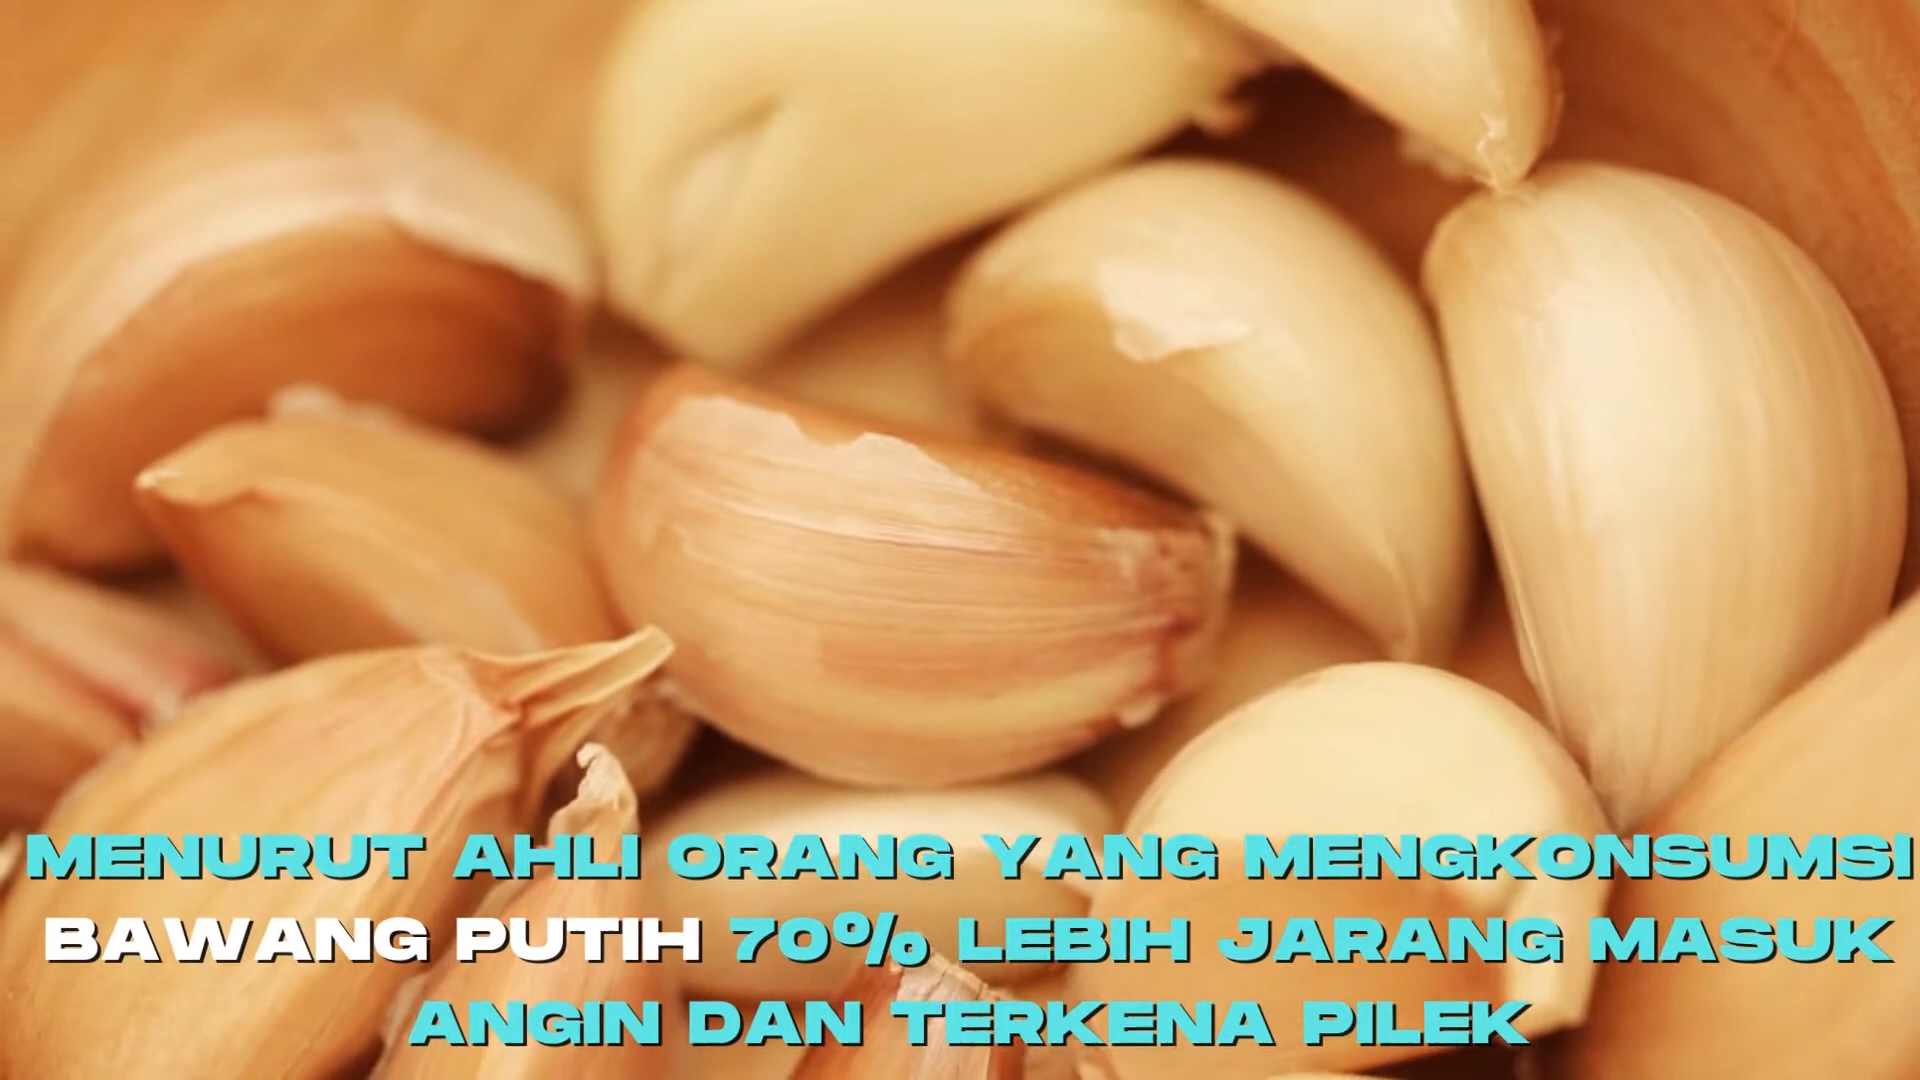 MENURUT AHLI ORANG YANG MENGKONSUMSI
BAWANG PUTIH 70% LEBIH JARANG MASUK
ANGIN DAN TERKENA PILEK